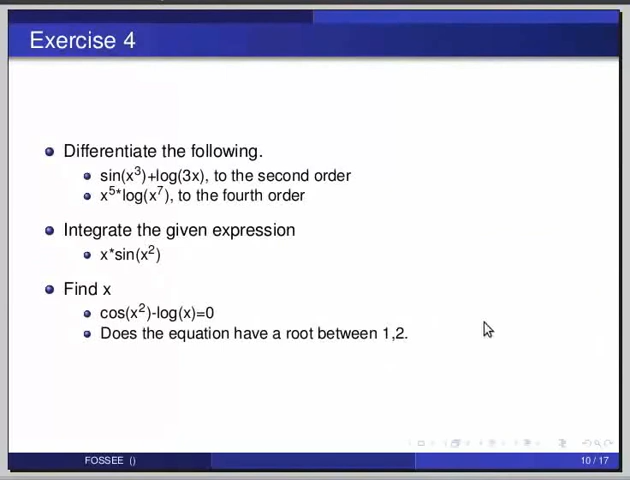 Exercise 4
Differentiate the following.
sin(x³)+log(3x), to the second order
x⁵*log(x⁷), to the fourth order
Integrate the given expression
x*sin(x²)
Find x
cos(x²)-log(x)=0
Does the equation have a root between 1,2.
FOSSEE ()
10 / 17